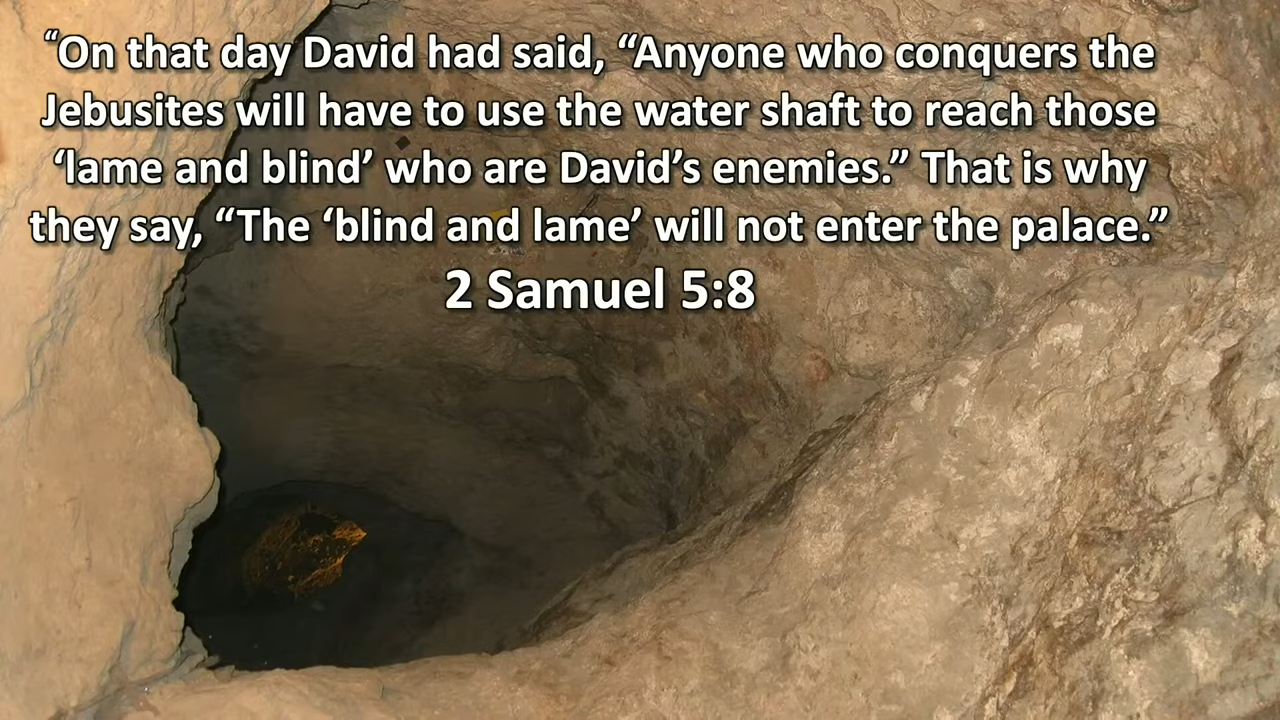 “On that day David had said, “Anyone who conquers the
Jebusites will have to use the water shaft to reach those
‘lame and blind’ who are David’s enemies.” That is why
they say, “The ‘blind and lame’ will not enter the palace.”
2 Samuel 5:8